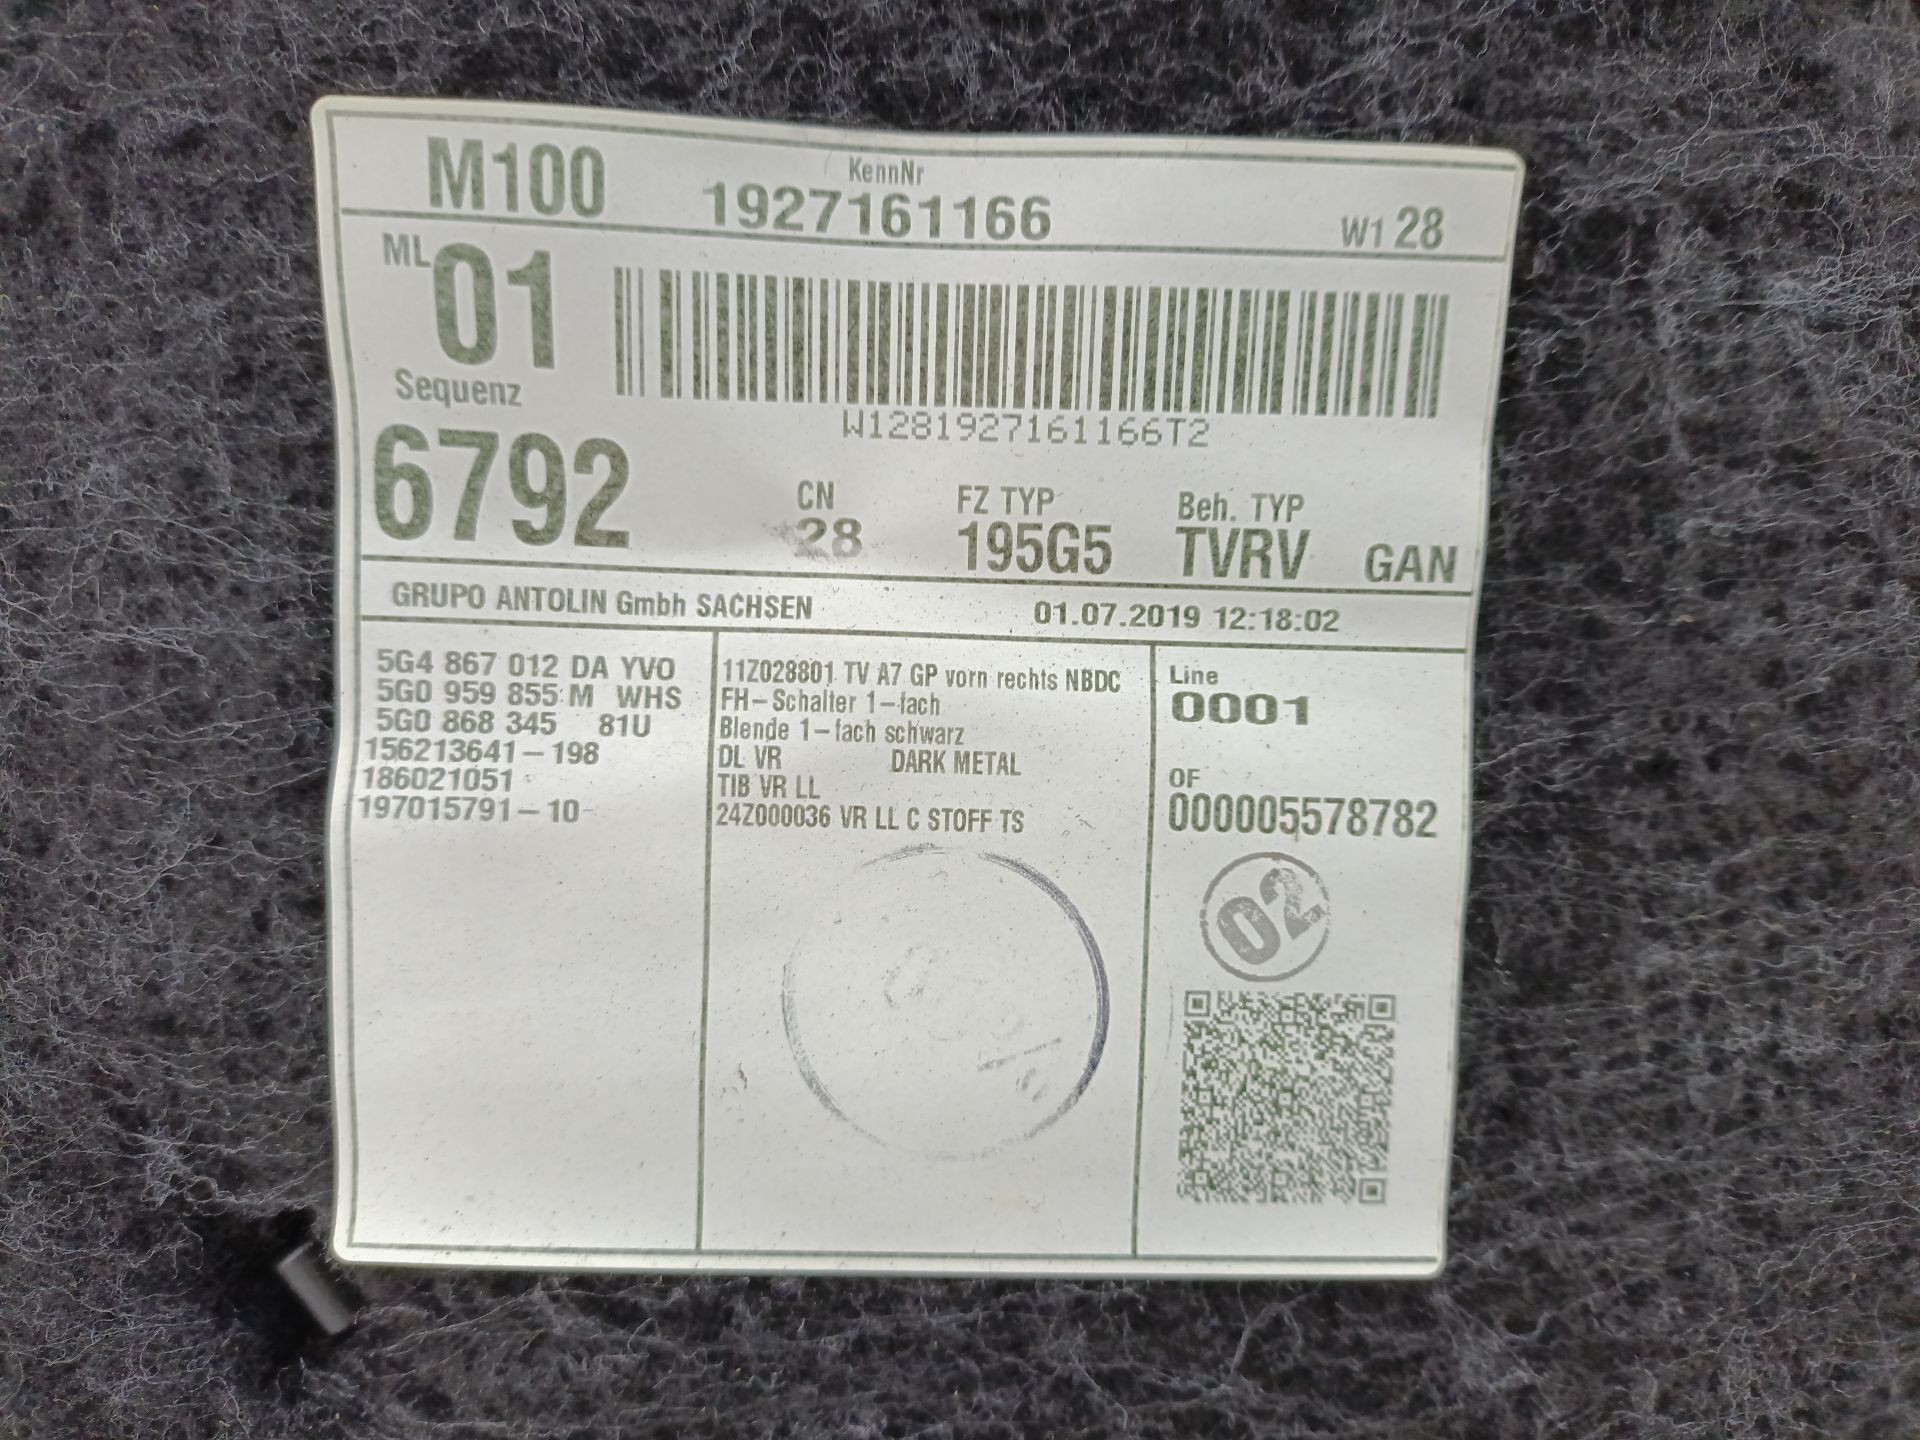 M100
KennNr
1927161166
W1 28
ML 01
Sequenz
6792
W1281927161166T2
CN
28
FZ TYP
195G5
Beh. TYP
TVRV
GAN
GRUPO ANTOLIN Gmbh SACHSEN
01.07.2019 12:18:02
5G4 867 012 DA YVO
5G0 959 855 M WHS
5G0 868 345 81U
156213641-198
186021051
197015791-10
11Z028801 TV A7 GP vorn rechts NBDC
FH-Schalter 1-fach
Blende 1-fach schwarz
DL VR DARK METAL
TIB VR LL
24Z000036 VR LL C STOFF TS
Line
0001
OF
000005578782
02